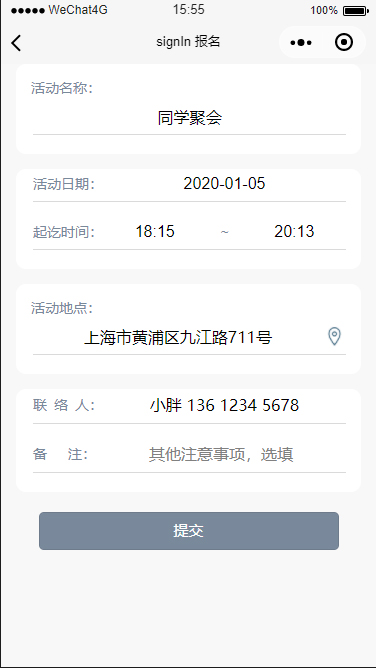 WeChat4G 15:55 100%
signIn 报名
活动名称:
同学聚会
活动日期: 2020-01-05
起讫时间: 18:15 ~ 20:13
活动地点:
上海市黄浦区九江路711号
联 络 人: 小胖 136 1234 5678
备 注: 其他注意事项，选填
提交